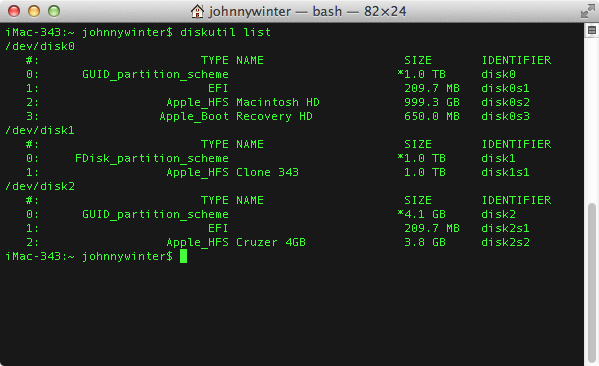 johnnywinter — bash — 82×24
iMac-343:~ johnnywinter$ diskutil list
/dev/disk0
   #:                       TYPE NAME                    SIZE       IDENTIFIER
   0:      GUID_partition_scheme                        *1.0 TB     disk0
   1:                        EFI                         209.7 MB   disk0s1
   2:                  Apple_HFS Macintosh HD            999.3 GB   disk0s2
   3:                 Apple_Boot Recovery HD             650.0 MB   disk0s3
/dev/disk1
   #:                       TYPE NAME                    SIZE       IDENTIFIER
   0:     FDisk_partition_scheme                        *1.0 TB     disk1
   1:                  Apple_HFS Clone 343               1.0 TB     disk1s1
/dev/disk2
   #:                       TYPE NAME                    SIZE       IDENTIFIER
   0:      GUID_partition_scheme                        *4.1 GB     disk2
   1:                        EFI                         209.7 MB   disk2s1
   2:                  Apple_HFS Cruzer 4GB              3.8 GB     disk2s2
iMac-343:~ johnnywinter$